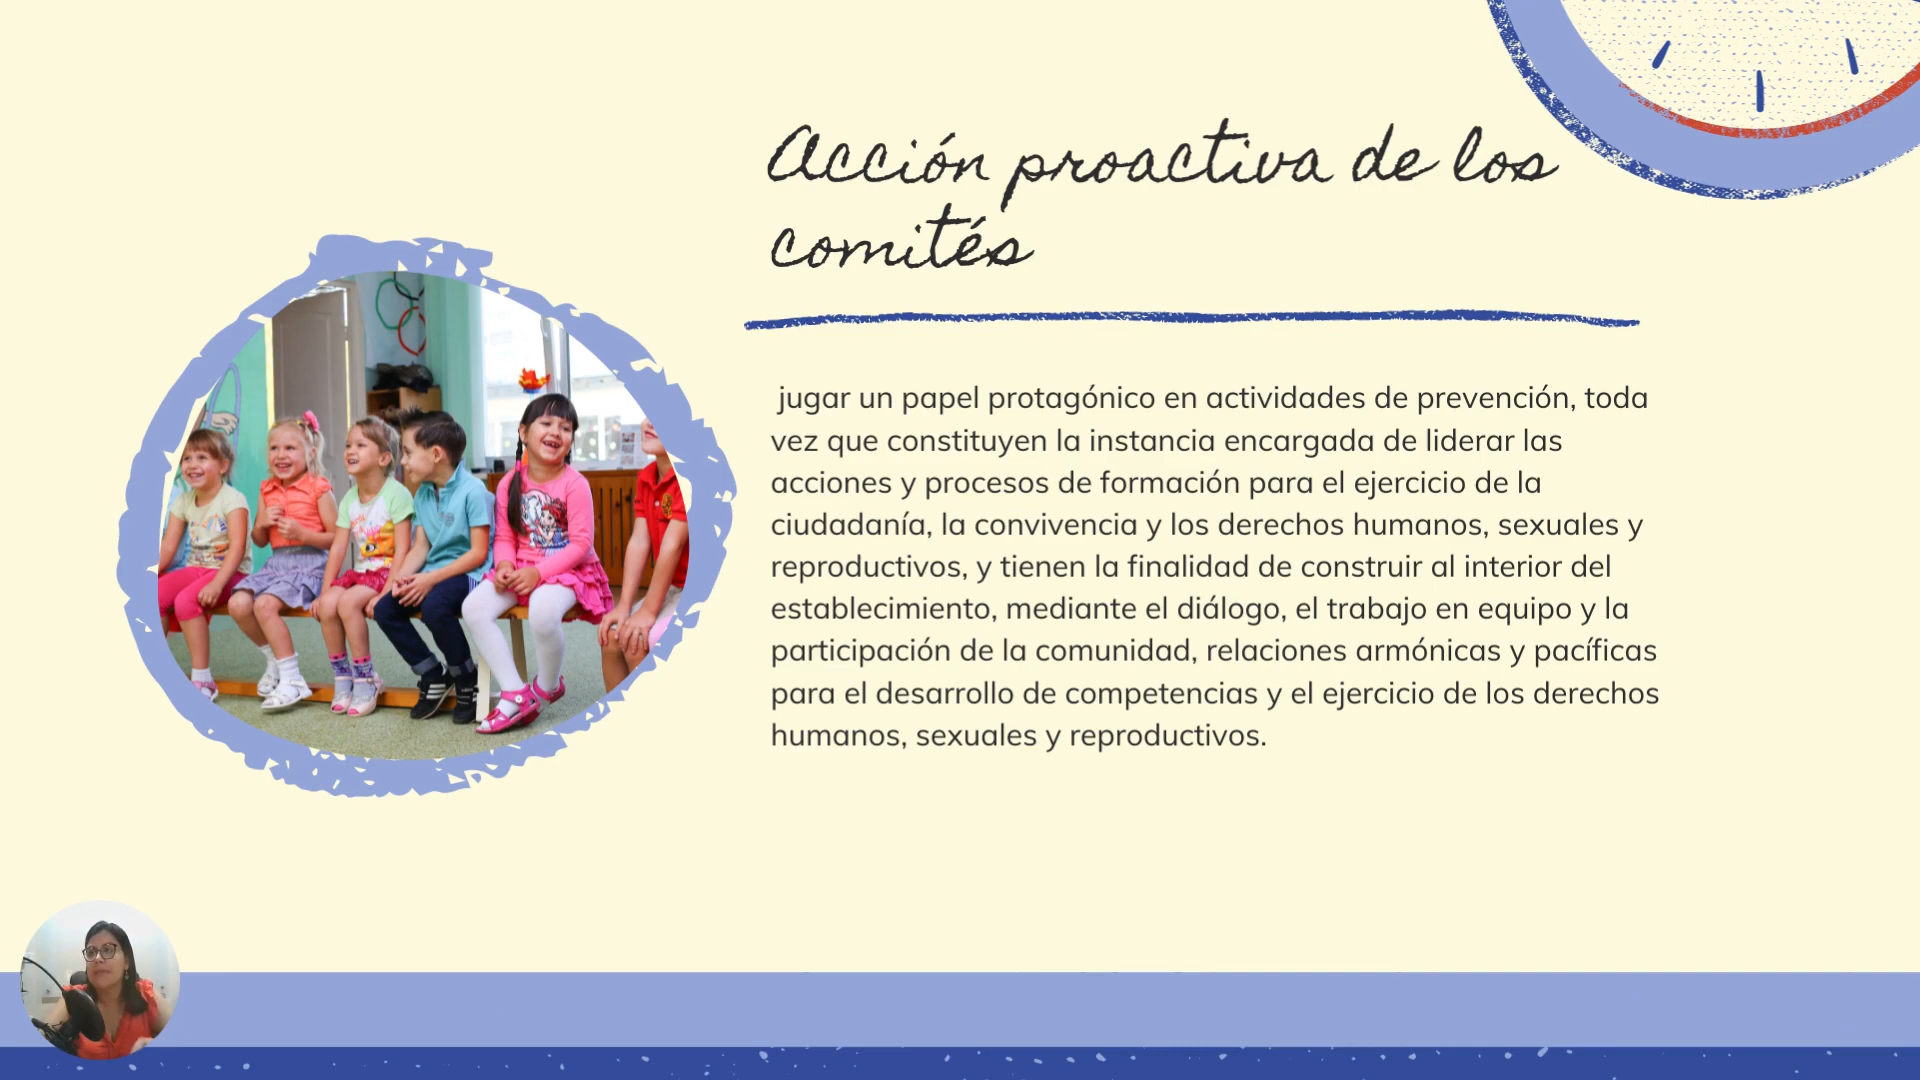 Acción proactiva de los
comités
jugar un papel protagónico en actividades de prevención, toda
vez que constituyen la instancia encargada de liderar las
acciones y procesos de formación para el ejercicio de la
ciudadanía, la convivencia y los derechos humanos, sexuales y
reproductivos, y tienen la finalidad de construir al interior del
establecimiento, mediante el diálogo, el trabajo en equipo y la
participación de la comunidad, relaciones armónicas y pacíficas
para el desarrollo de competencias y el ejercicio de los derechos
humanos, sexuales y reproductivos.